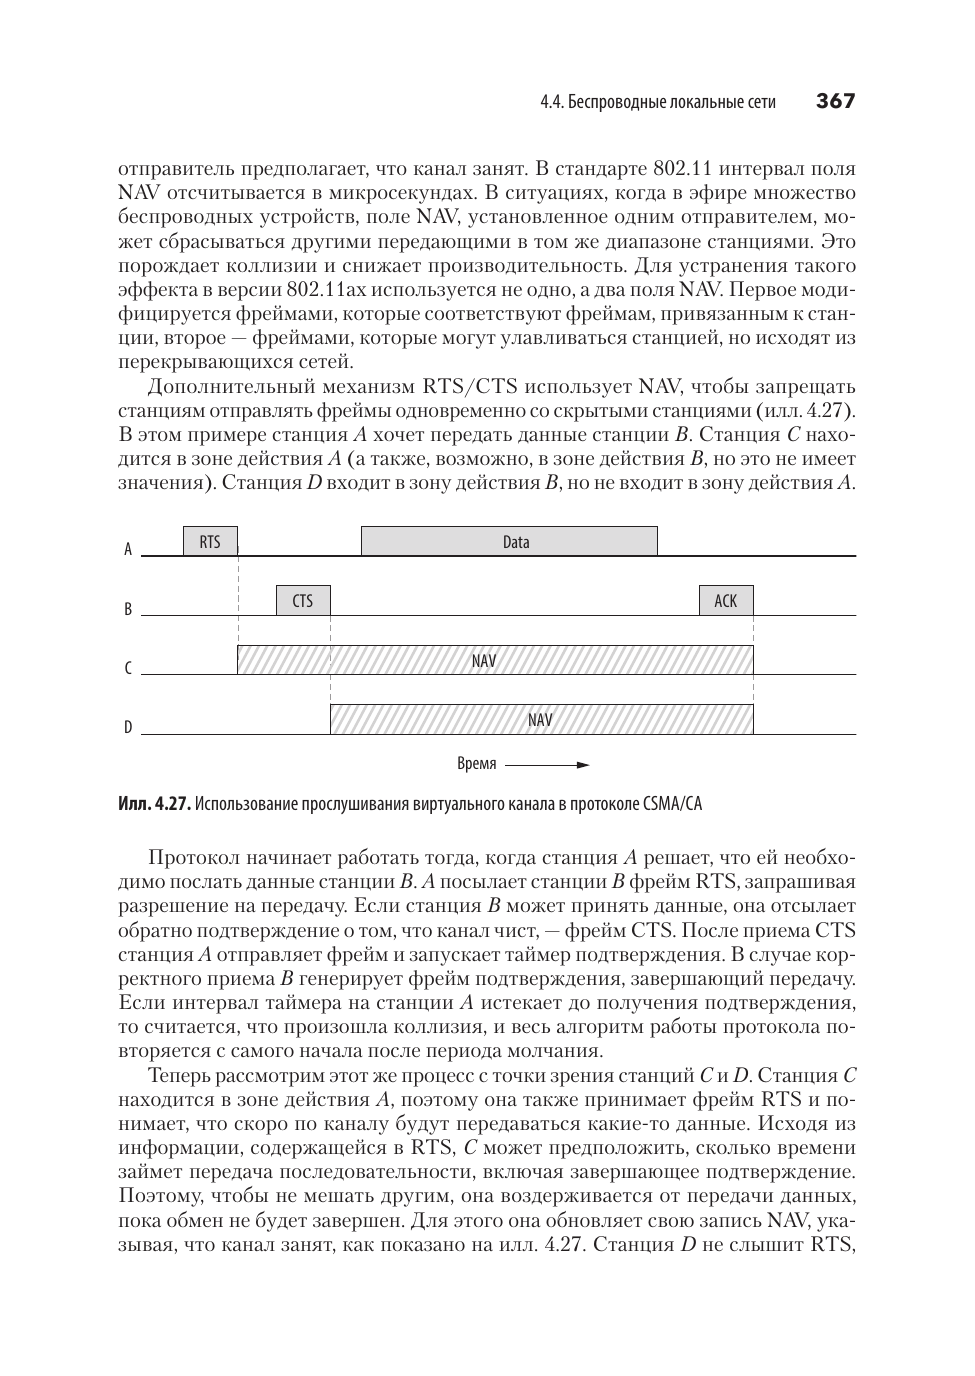 4.4. Беспроводные локальные сети 367
отправитель предполагает, что канал занят. В стандарте 802.11 интервал поля
NAV отсчитывается в микросекундах. В ситуациях, когда в эфире множество
беспроводных устройств, поле NAV, установленное одним отправителем, мо-
жет сбрасываться другими передающими в том же диапазоне станциями. Это
порождает коллизии и снижает производительность. Для устранения такого
эффекта в версии 802.11ax используется не одно, а два поля NAV. Первое моди-
фицируется фреймами, которые соответствуют фреймам, привязанным к стан-
ции, второе — фреймами, которые могут улавливаться станцией, но исходят из
перекрывающихся сетей.
Дополнительный механизм RTS/CTS использует NAV, чтобы запрещать
станциям отправлять фреймы одновременно со скрытыми станциями (илл. 4.27).
В этом примере станция A хочет передать данные станции B. Станция C нахо-
дится в зоне действия A (а также, возможно, в зоне действия B, но это не имеет
значения). Станция D входит в зону действия B, но не входит в зону действия A.
A RTS Data
B CTS ACK
C NAV
D NAV
Время
Илл. 4.27. Использование прослушивания виртуального канала в протоколе CSMA/CA
Протокол начинает работать тогда, когда станция A решает, что ей необхо-
димо послать данные станции B. A посылает станции B фрейм RTS, запрашивая
разрешение на передачу. Если станция B может принять данные, она отсылает
обратно подтверждение о том, что канал чист, — фрейм CTS. После приема CTS
станция A отправляет фрейм и запускает таймер подтверждения. В случае кор-
ректного приема B генерирует фрейм подтверждения, завершающий передачу.
Если интервал таймера на станции A истекает до получения подтверждения,
то считается, что произошла коллизия, и весь алгоритм работы протокола по-
вторяется с самого начала после периода молчания.
Теперь рассмотрим этот же процесс с точки зрения станций C и D. Станция C
находится в зоне действия A, поэтому она также принимает фрейм RTS и по-
нимает, что скоро по каналу будут передаваться какие-то данные. Исходя из
информации, содержащейся в RTS, C может предположить, сколько времени
займет передача последовательности, включая завершающее подтверждение.
Поэтому, чтобы не мешать другим, она воздерживается от передачи данных,
пока обмен не будет завершен. Для этого она обновляет свою запись NAV, ука-
зывая, что канал занят, как показано на илл. 4.27. Станция D не слышит RTS,